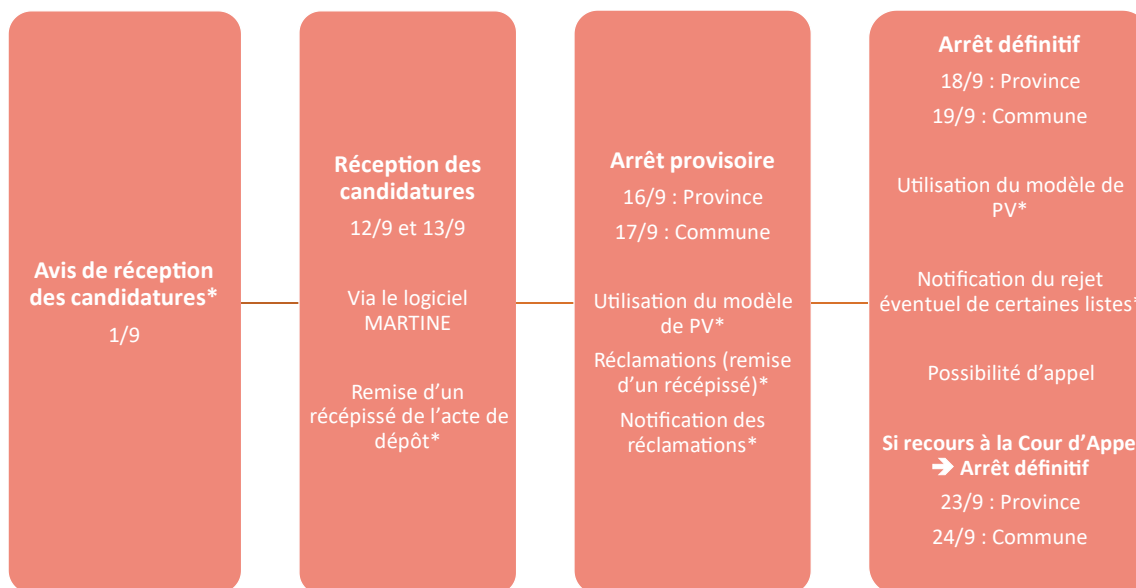 Avis de réception
des candidatures*
1/9
Réception des
candidatures
12/9 et 13/9
Via le logiciel
MARTINE
Remise d’un
récépissé de l’acte de
dépôt*
Arrêt provisoire
16/9 : Province
17/9 : Commune
Utilisation du modèle
de PV*
Réclamations (remise
d’un récépissé)*
Notification des
réclamations*
Arrêt définitif
18/9 : Province
19/9 : Commune
Utilisation du modèle de
PV*
Notification du rejet
éventuel de certaines listes*
Possibilité d’appel
Si recours à la Cour d’Appe
➔ Arrêt définitif
23/9 : Province
24/9 : Commune